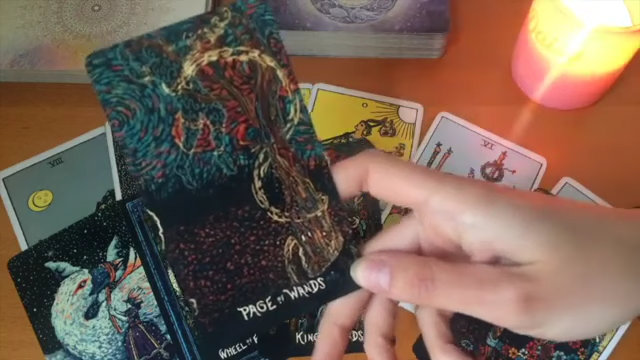 VIII
VI
PAGE OF WANDS
WHEEL OF
KING